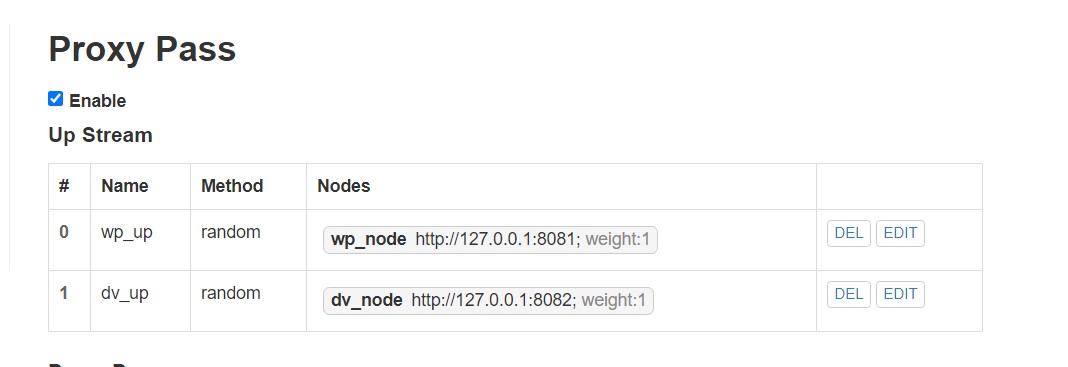 Proxy Pass
Enable
Up Stream
# Name Method Nodes
0 wp_up random wp_node http://127.0.0.1:8081; weight:1 DEL EDIT
1 dv_up random dv_node http://127.0.0.1:8082; weight:1 DEL EDIT